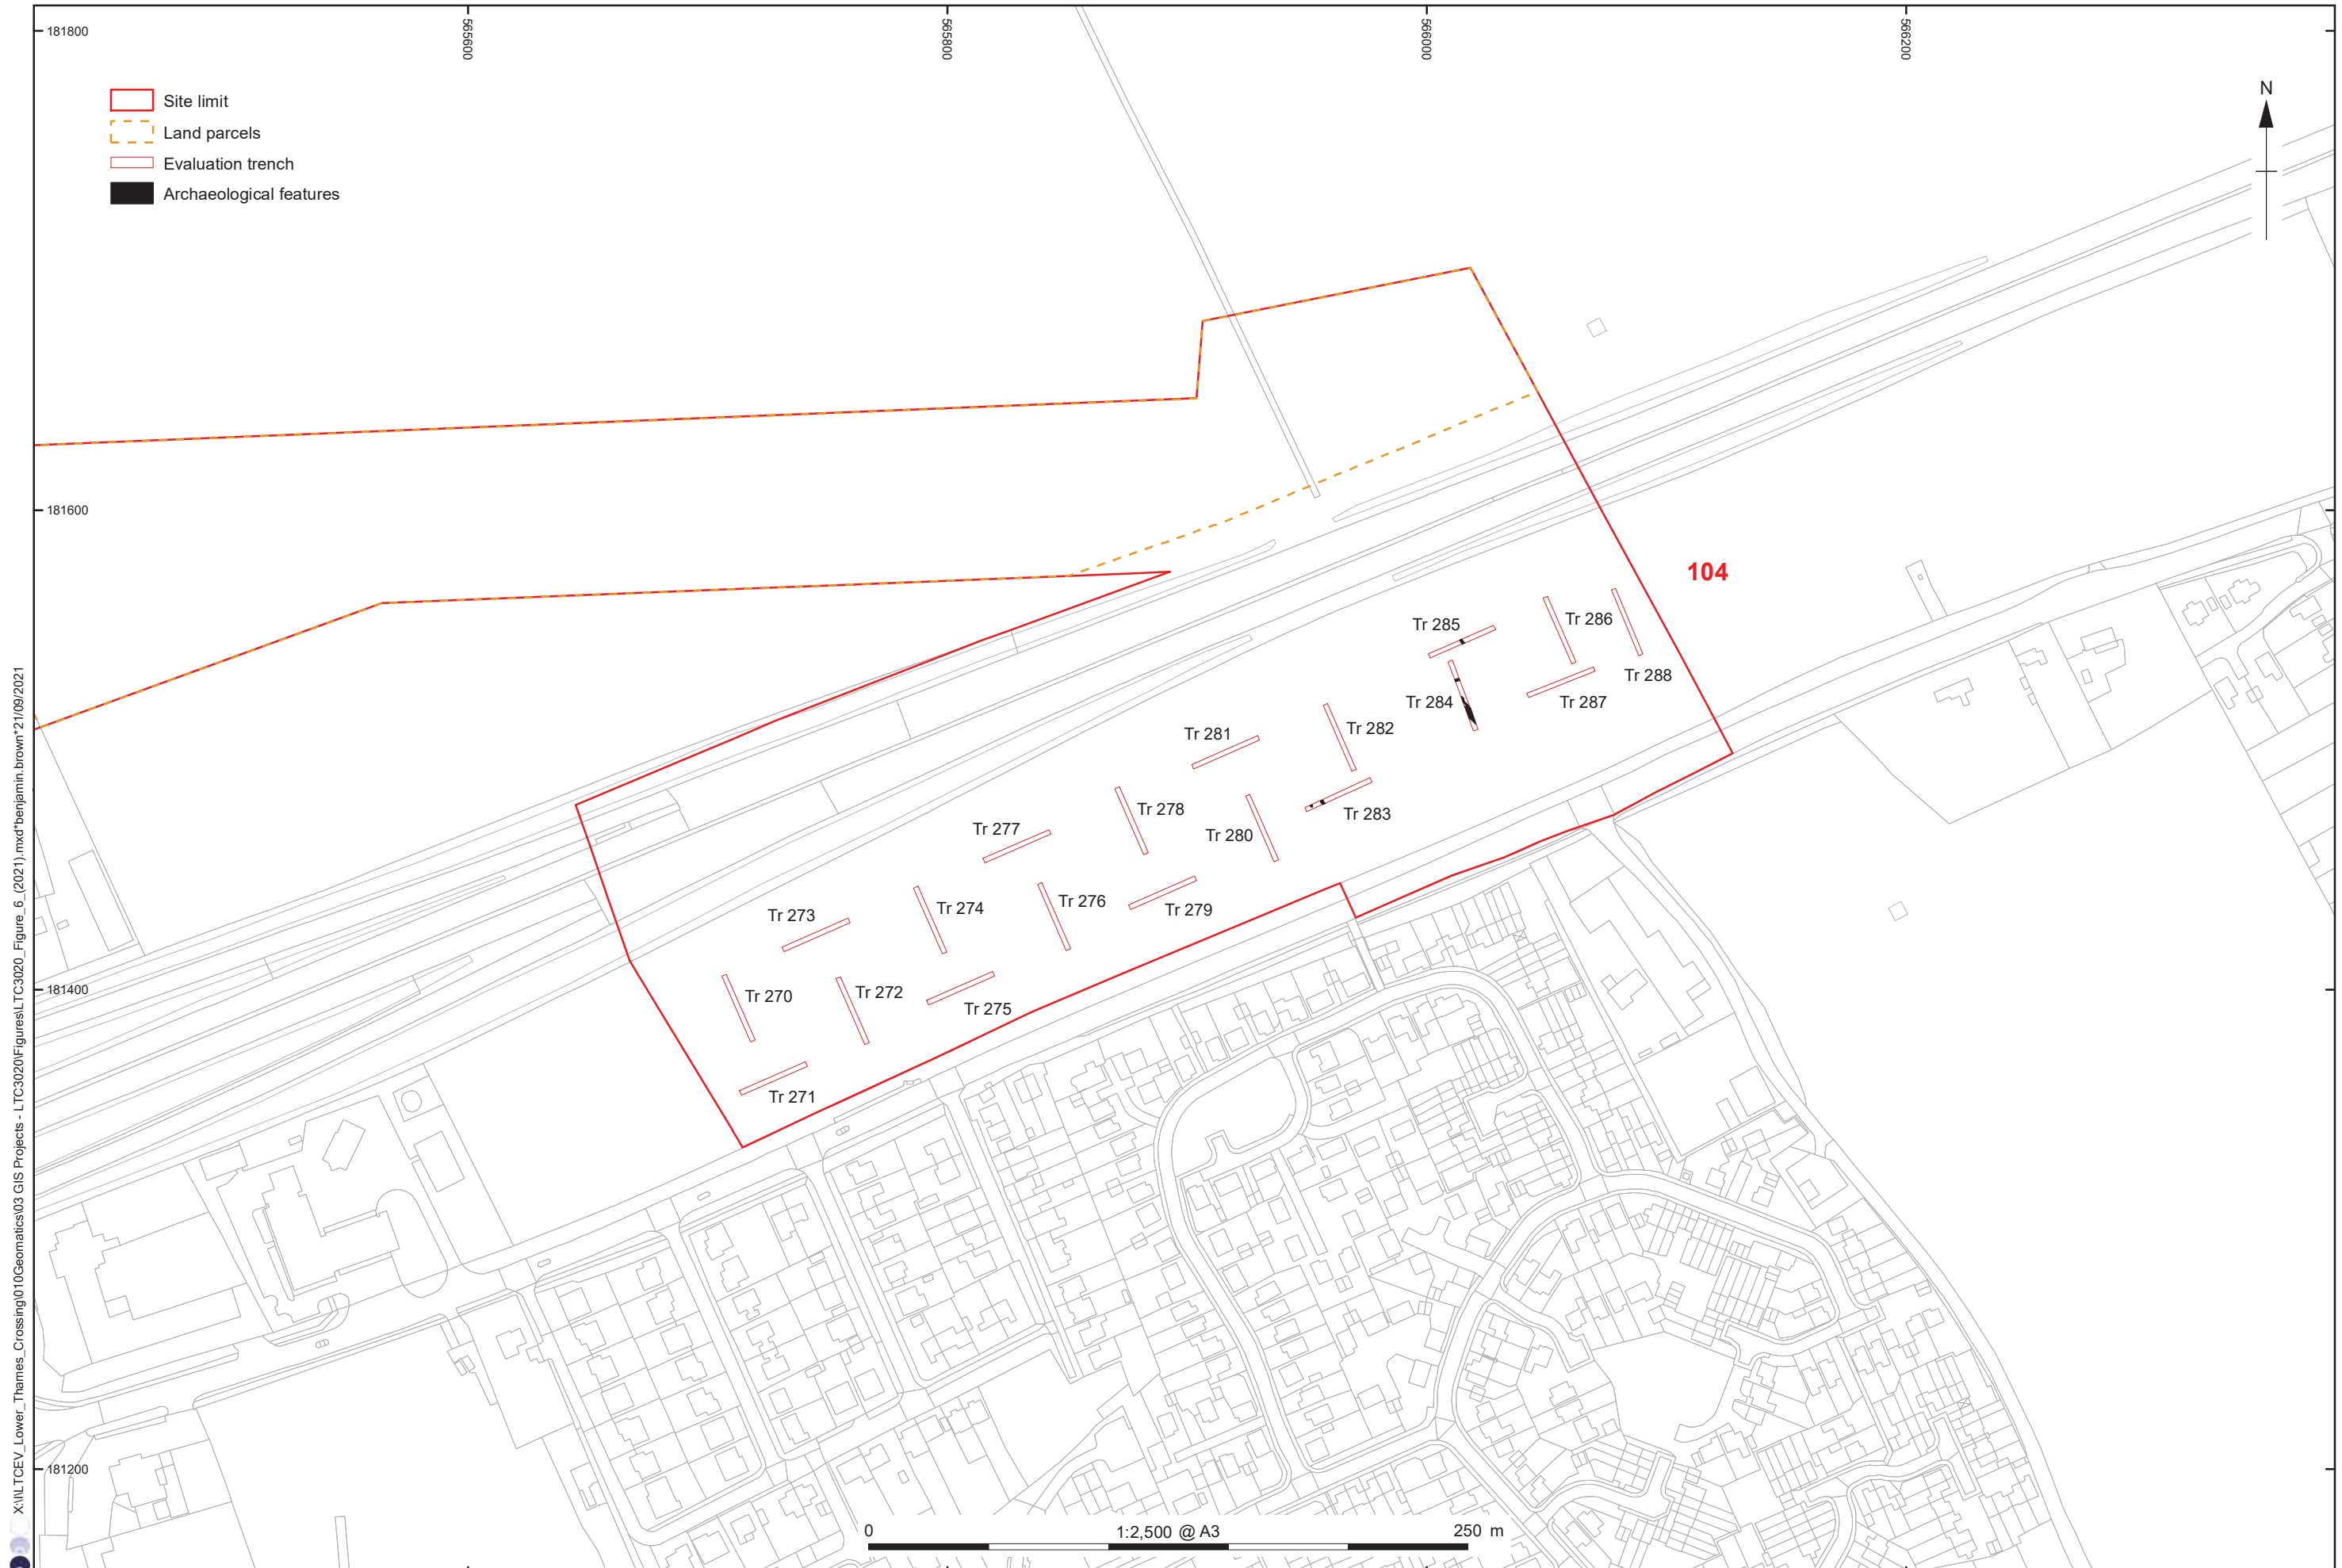 565600
565800
566000
566200
181800
N
Site limit
Land parcels
Evaluation trench
Archaeological features
181600
104
Tr 285
Tr 286
Tr 288
Tr 284
Tr 287
Tr 281
Tr 282
Tr 278
Tr 283
Tr 277
Tr 280
Tr 273
Tr 274
Tr 276
Tr 279
Tr 270
Tr 272
Tr 275
181400
Tr 271
181200
0 1:2,500 @ A3 250 m
X:\l\LTCEV_Lower_Thames_Crossing\010Geomatics\03 GIS Projects - LTC3020\Figures\LTC3020_Figure_6_(2021).mxd*benjamin.brown*21/09/2021